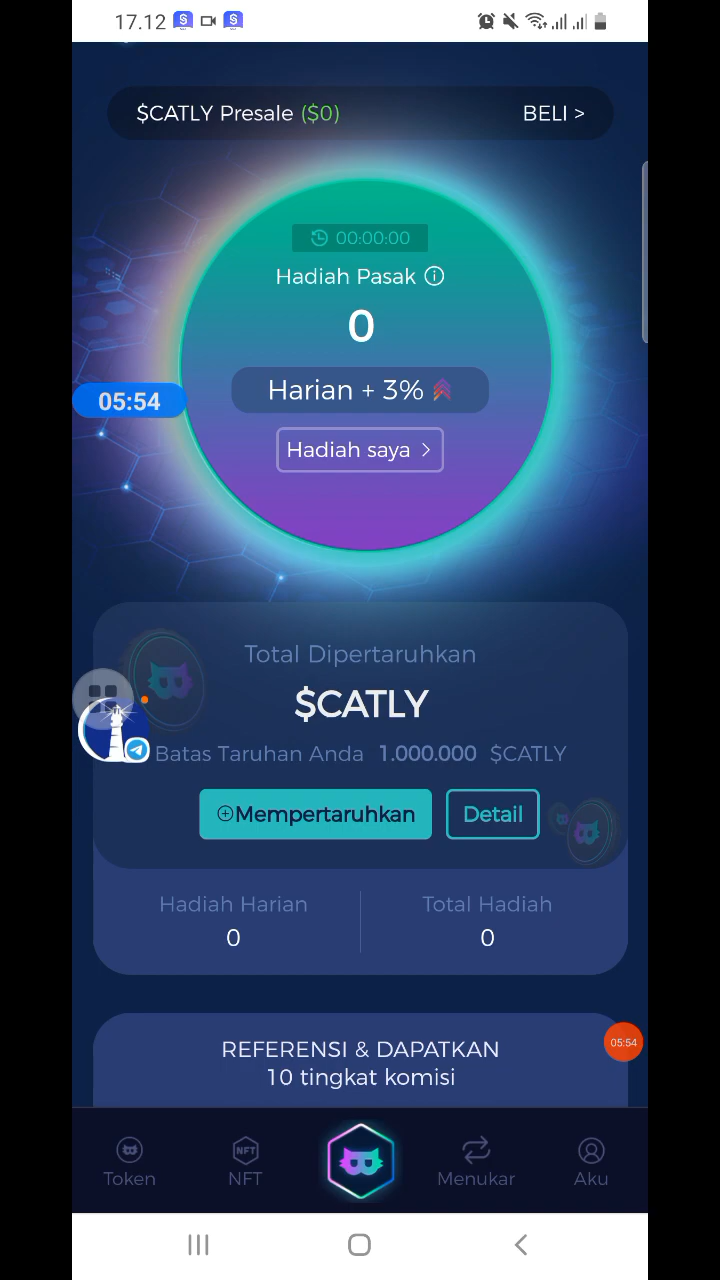 17.12
$CATLY Presale ($0) BELI >
00:00:00
Hadiah Pasak
0
Harian + 3%
05:54
Hadiah saya >
Total Dipertaruhkan
$CATLY
Batas Taruhan Anda 1.000.000 $CATLY
Mempertaruhkan Detail
Hadiah Harian Total Hadiah
0 0
REFERENSI & DAPATKAN
05:54
10 tingkat komisi
NFT
Token NFT Menukar Aku